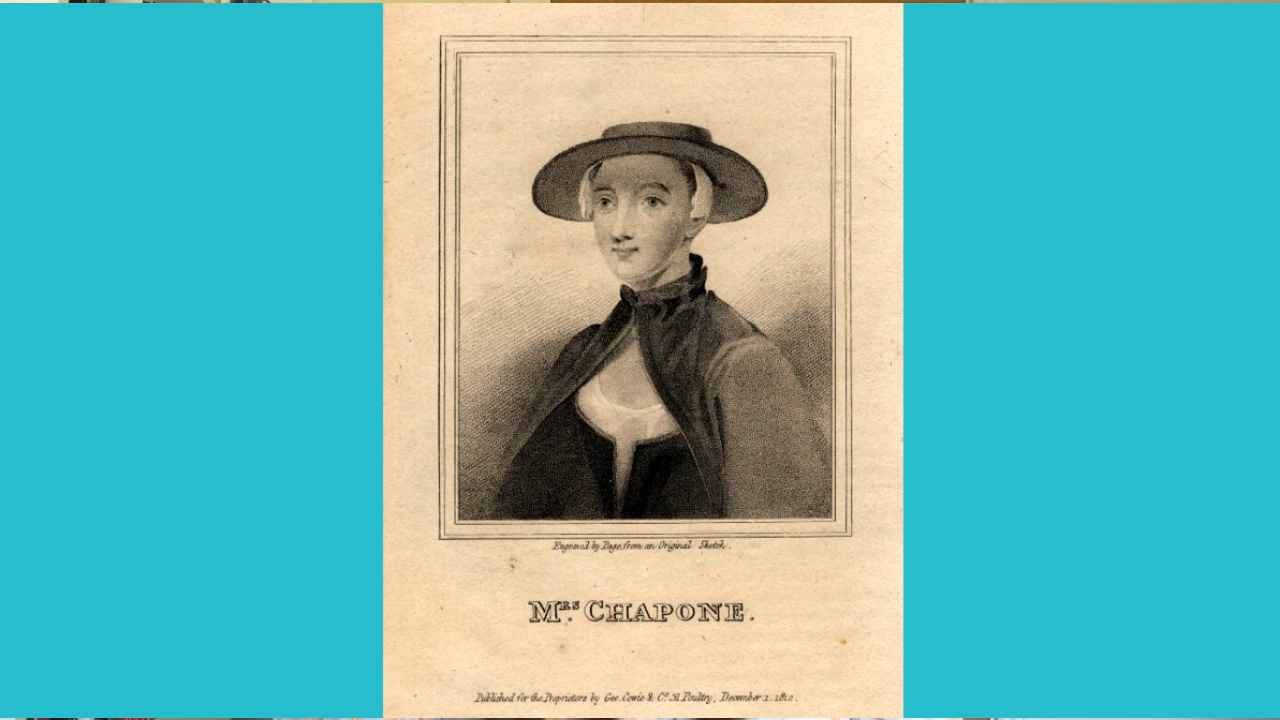 Engraved by Page, from an Original Sketch.
MRS. CHAPONE.
Published for the Proprietors by Geo. Cowie & Co. 31 Poultry, December 1. 1812.